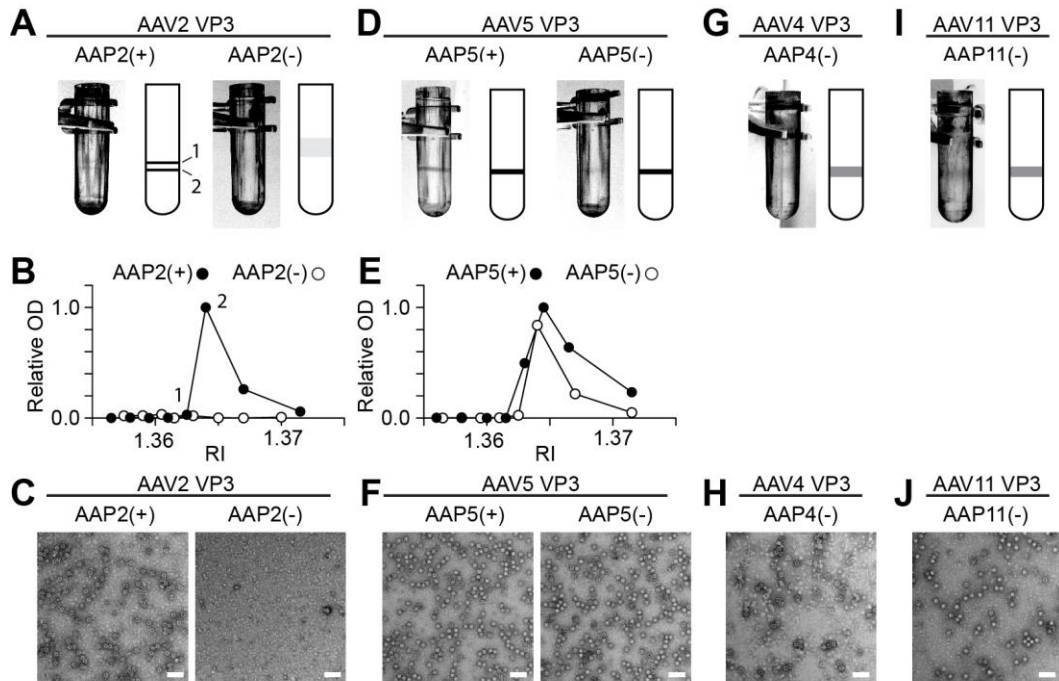 A AAV2 VP3
AAP2(+) AAP2(-)
1
2
D AAV5 VP3
AAP5(+) AAP5(-)
G AAV4 VP3
AAP4(-)
I AAV11 VP3
AAP11(-)
B AAP2(+) AAP2(-)
Relative OD
1.0
0.0
1
2
1.36 1.37
RI
E AAP5(+) AAP5(-)
Relative OD
1.0
0.0
1.36 1.37
RI
C AAV2 VP3
AAP2(+) AAP2(-)
F AAV5 VP3
AAP5(+) AAP5(-)
H AAV4 VP3
AAP4(-)
J AAV11 VP3
AAP11(-)